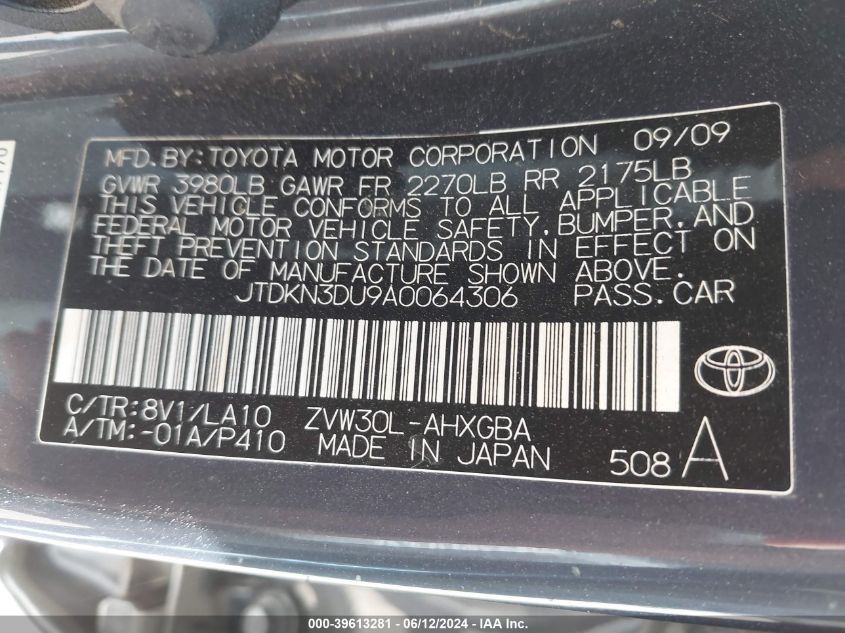 MFD.BY:TOYOTA MOTOR CORPORATION 09/09
GVWR 3980LB GAWR FR 2270LB RR 2175LB
THIS VEHICLE CONFORMS TO ALL APPLICABLE
FEDERAL MOTOR VEHICLE SAFETY,BUMPER,AND
THEFT PREVENTION STANDARDS IN EFFECT ON
THE DATE OF MANUFACTURE SHOWN ABOVE.
JTDKN3DU9A0064306 PASS.CAR
C/TR:8V1/LA10 ZVW30L-AHXGBA
A/TM:-01A/P410 MADE IN JAPAN 508 A
000-39613281 - 06/12/2024 - IAA Inc.